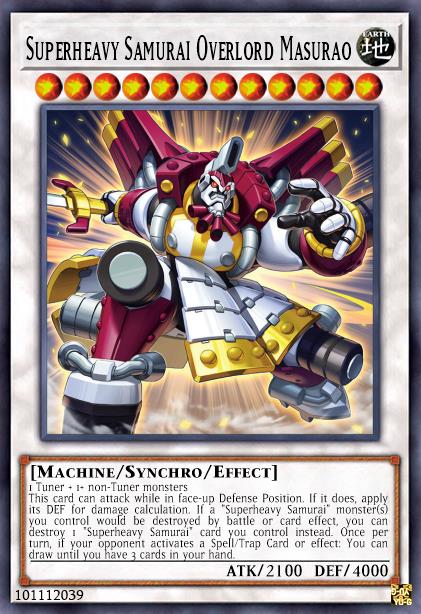 SUPERHEAVY SAMURAI OVERLORD MASURAO
EARTH
地
[MACHINE/SYNCHRO/EFFECT]
1 Tuner + 1+ non-Tuner monsters
This card can attack while in face-up Defense Position. If it does, apply
its DEF for damage calculation. If a "Superheavy Samurai" monster(s)
you control would be destroyed by battle or card effect, you can
destroy 1 "Superheavy Samurai" card you control instead. Once per
turn, if your opponent activates a Spell/Trap Card or effect: You can
draw until you have 3 cards in your hand.
ATK/2100 DEF/4000
101112039